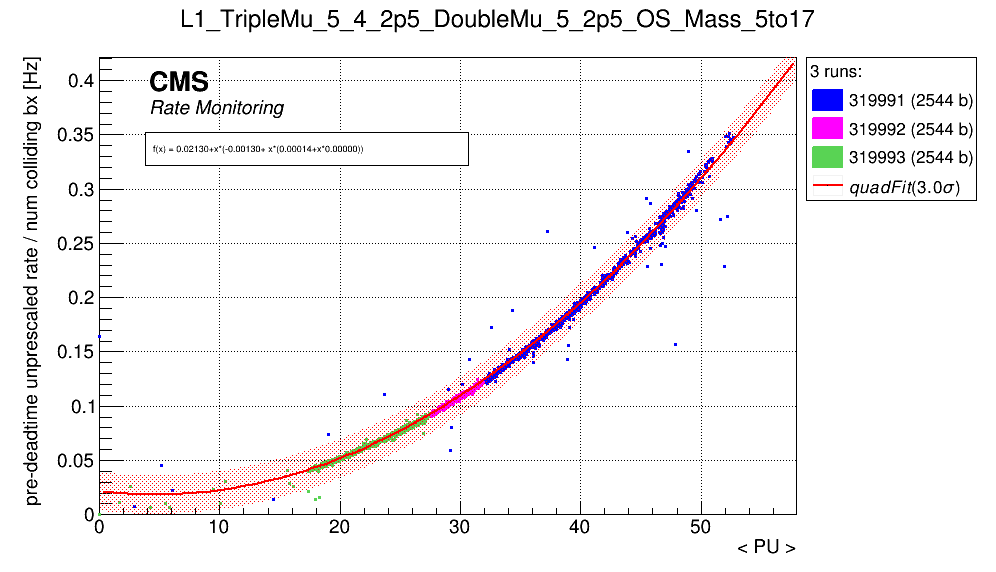 L1_TripleMu_5_4_2p5_DoubleMu_5_2p5_OS_Mass_5to17
pre-deadtime unprescaled rate / num colliding bx [Hz]
CMS
Rate Monitoring
f(x) = 0.02130+x*(-0.00130+ x*(0.00014+x*0.00000))
3 runs:
319991 (2544 b)
319992 (2544 b)
319993 (2544 b)
quadFit(3.0σ)
0.4
0.35
0.3
0.25
0.2
0.15
0.1
0.05
0
0 10 20 30 40 50
< PU >